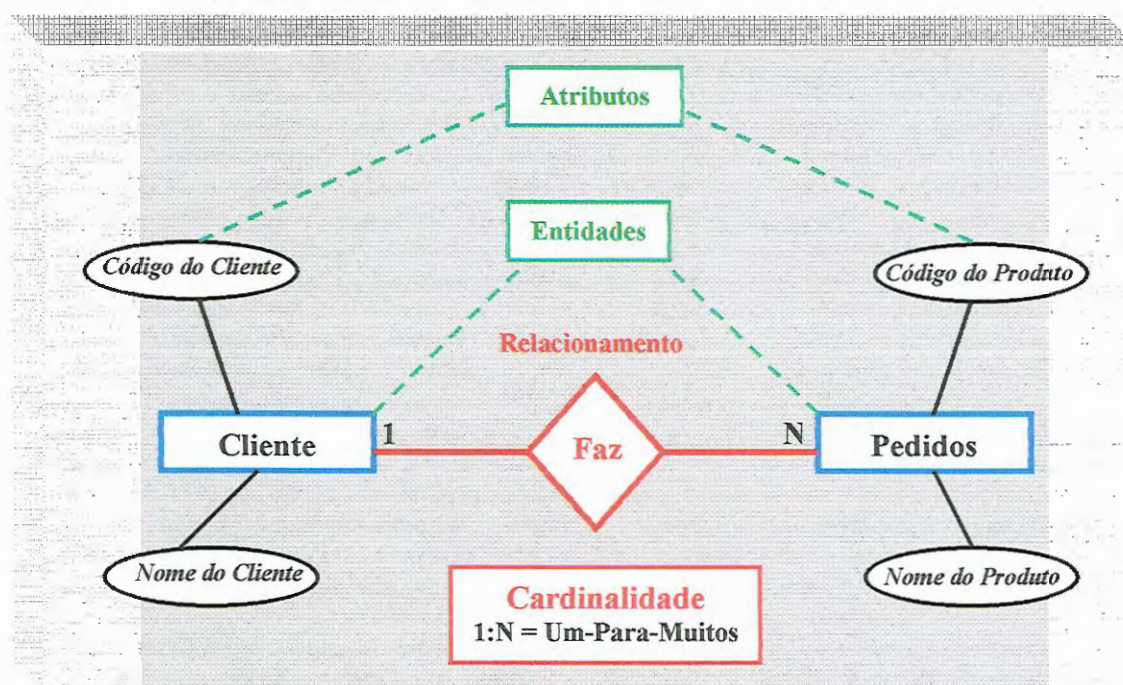 Atributos
Entidades
Código do Cliente
Código do Produto
Relacionamento
Cliente
1
Faz
N
Pedidos
Nome do Cliente
Nome do Produto
Cardinalidade
1:N = Um-Para-Muitos